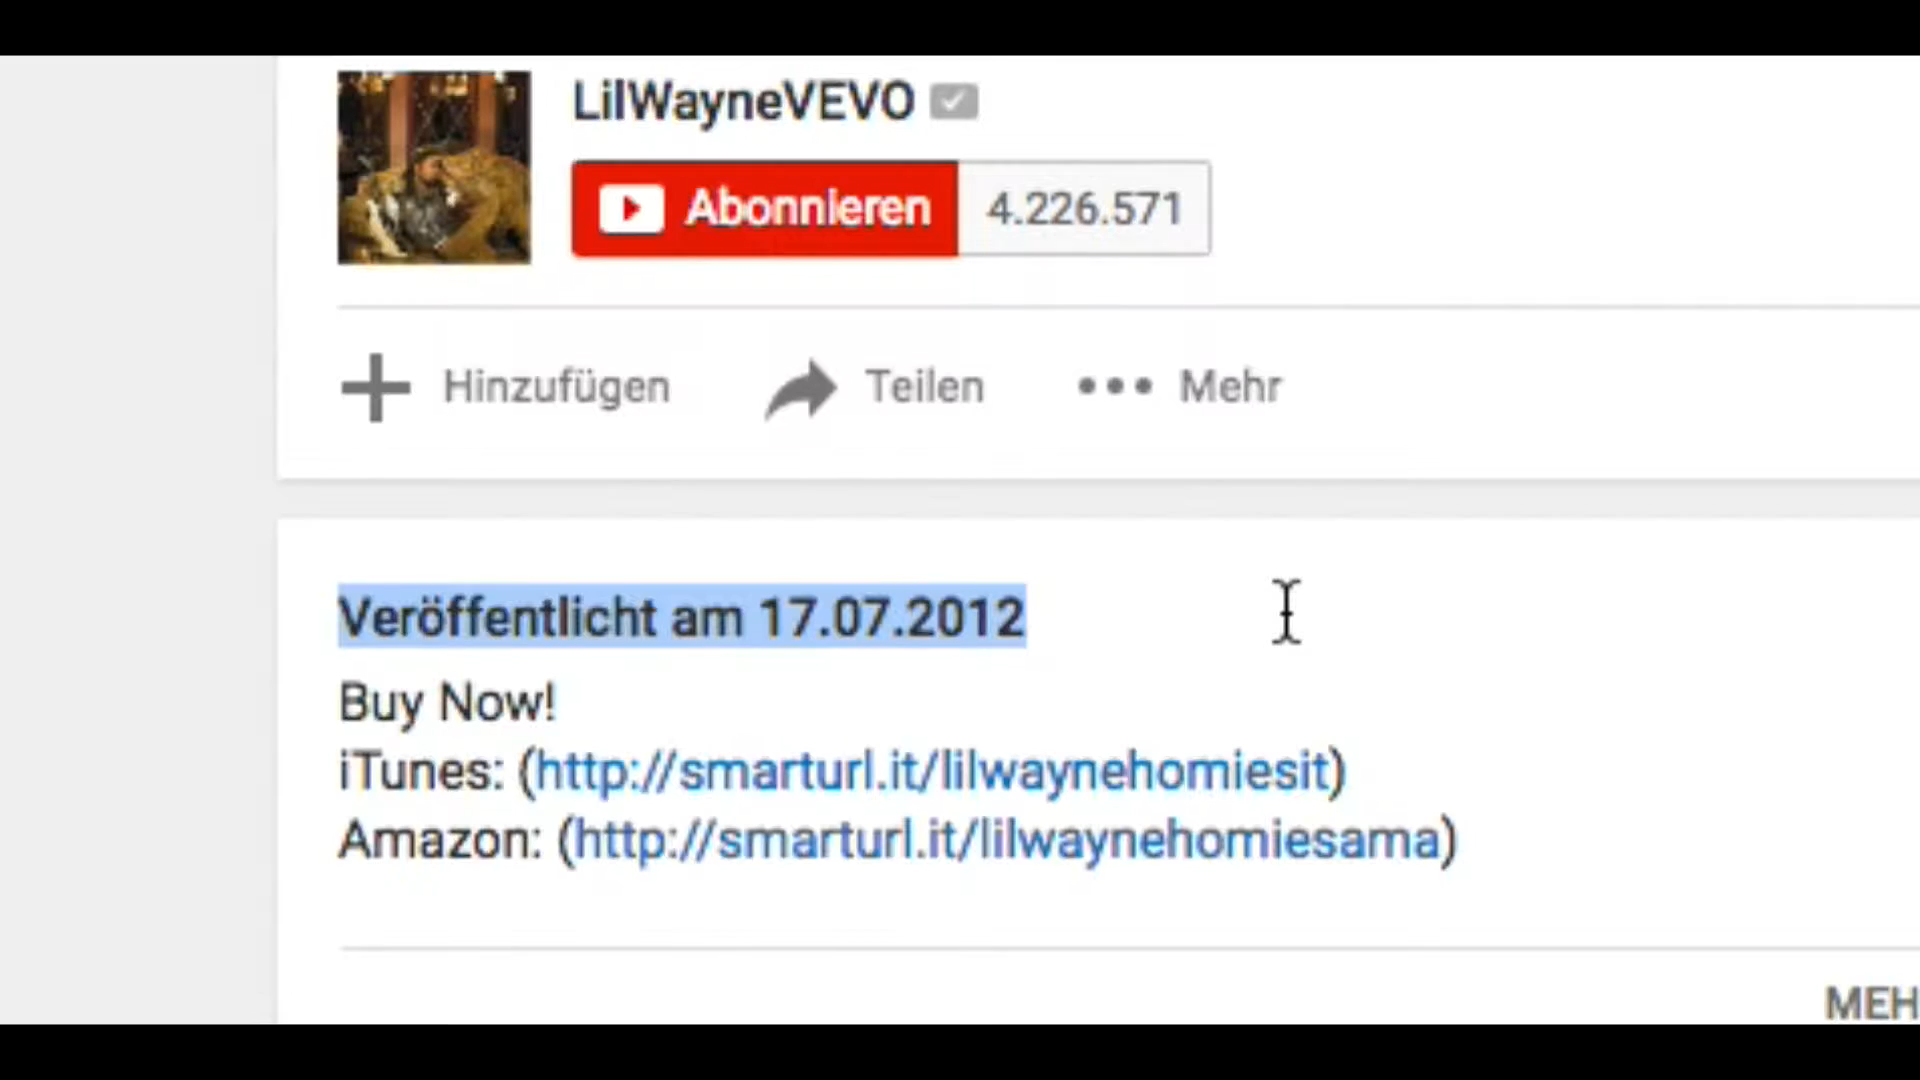 LilWayneVEVO
Abonnieren 4.226.571
Hinzufügen Teilen Mehr
Veröffentlicht am 17.07.2012
Buy Now!
iTunes: (http://smarturl.it/lilwaynehomiesit)
Amazon: (http://smarturl.it/lilwaynehomiesama)
MEH